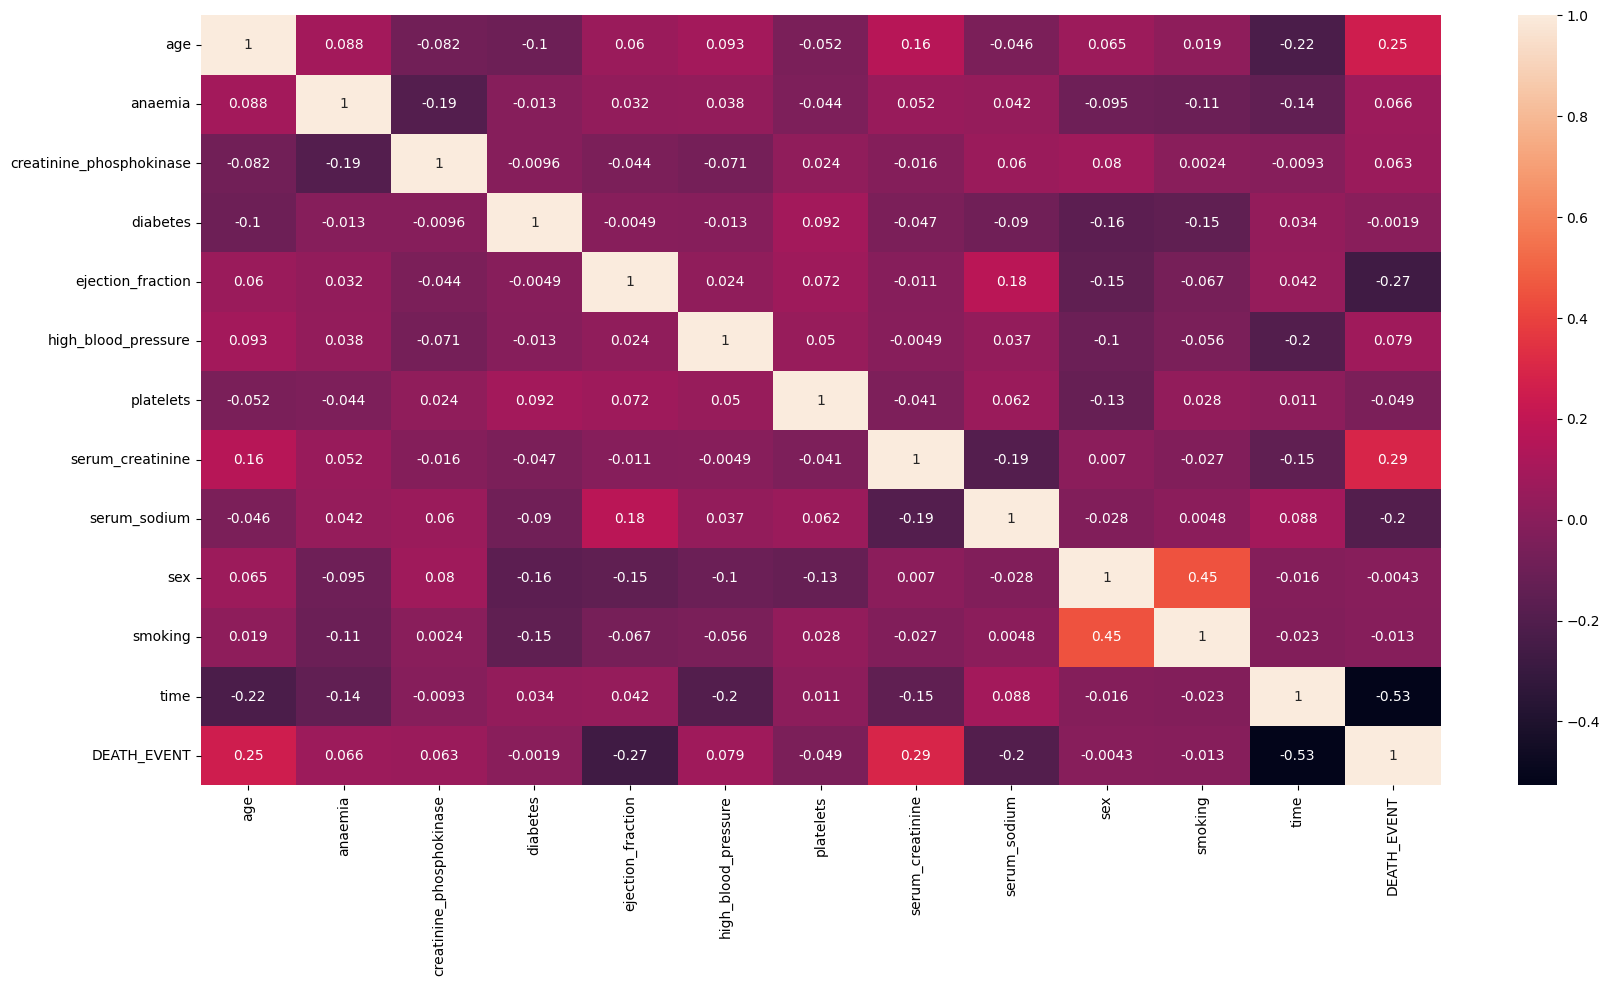 age 1 0.088 -0.082 -0.1 0.06 0.093 -0.052 0.16 -0.046 0.065 0.019 -0.22 0.25
anaemia 0.088 1 -0.19 -0.013 0.032 0.038 -0.044 0.052 0.042 -0.095 -0.11 -0.14 0.066
creatinine_phosphokinase -0.082 -0.19 1 -0.0096 -0.044 -0.071 0.024 -0.016 0.06 0.08 0.0024 -0.0093 0.063
diabetes -0.1 -0.013 -0.0096 1 -0.0049 -0.013 0.092 -0.047 -0.09 -0.16 -0.15 0.034 -0.0019
ejection_fraction 0.06 0.032 -0.044 -0.0049 1 0.024 0.072 -0.011 0.18 -0.15 -0.067 0.042 -0.27
high_blood_pressure 0.093 0.038 -0.071 -0.013 0.024 1 0.05 -0.0049 0.037 -0.1 -0.056 -0.2 0.079
platelets -0.052 -0.044 0.024 0.092 0.072 0.05 1 -0.041 0.062 -0.13 0.028 0.011 -0.049
serum_creatinine 0.16 0.052 -0.016 -0.047 -0.011 -0.0049 -0.041 1 -0.19 0.007 -0.027 -0.15 0.29
serum_sodium -0.046 0.042 0.06 -0.09 0.18 0.037 0.062 -0.19 1 -0.028 0.0048 0.088 -0.2
sex 0.065 -0.095 0.08 -0.16 -0.15 -0.1 -0.13 0.007 -0.028 1 0.45 -0.016 -0.0043
smoking 0.019 -0.11 0.0024 -0.15 -0.067 -0.056 0.028 -0.027 0.0048 0.45 1 -0.023 -0.013
time -0.22 -0.14 -0.0093 0.034 0.042 -0.2 0.011 -0.15 0.088 -0.016 -0.023 1 -0.53
DEATH_EVENT 0.25 0.066 0.063 -0.0019 -0.27 0.079 -0.049 0.29 -0.2 -0.0043 -0.013 -0.53 1
age
anaemia
creatinine_phosphokinase
diabetes
ejection_fraction
high_blood_pressure
platelets
serum_creatinine
serum_sodium
sex
smoking
time
DEATH_EVENT
1.0
0.8
0.6
0.4
0.2
0.0
−0.2
−0.4